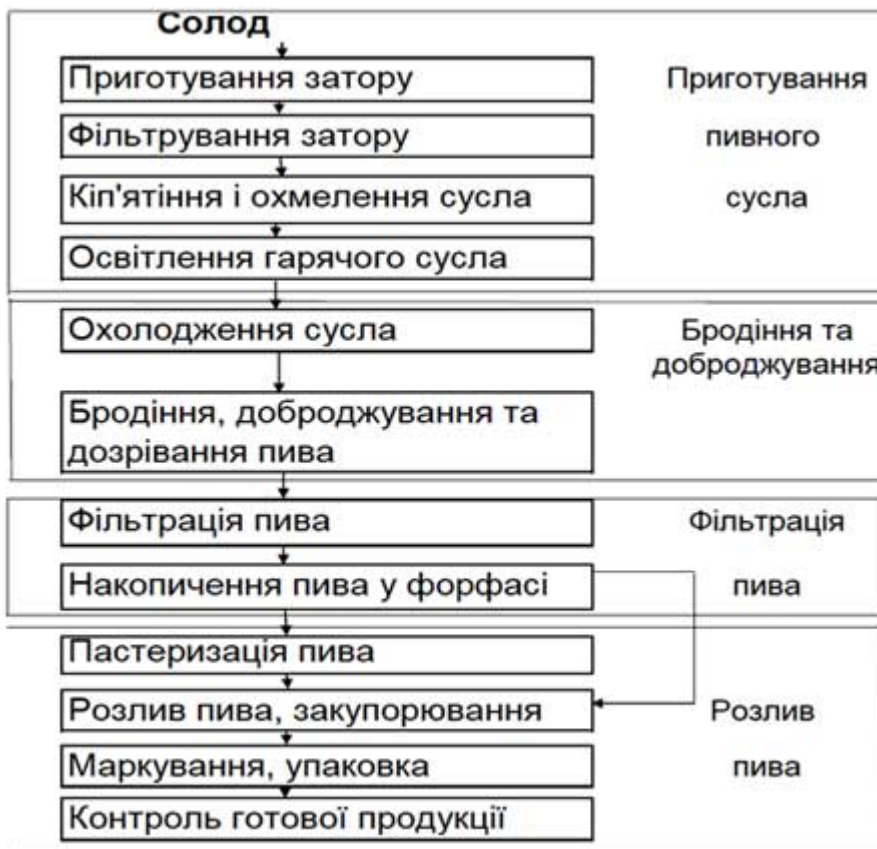 Солод
Приготування затору
Приготування
Фільтрування затору
пивного
Кіп'ятіння і охмелення сусла
сусла
Освітлення гарячого сусла
Охолодження сусла
Бродіння та
доброджування
Бродіння, доброджування та
дозрівання пива
Фільтрація пива
Фільтрація
Накопичення пива у форфасі
пива
Пастеризація пива
Розлив пива, закупорювання
Розлив
Маркування, упаковка
пива
Контроль готової продукції